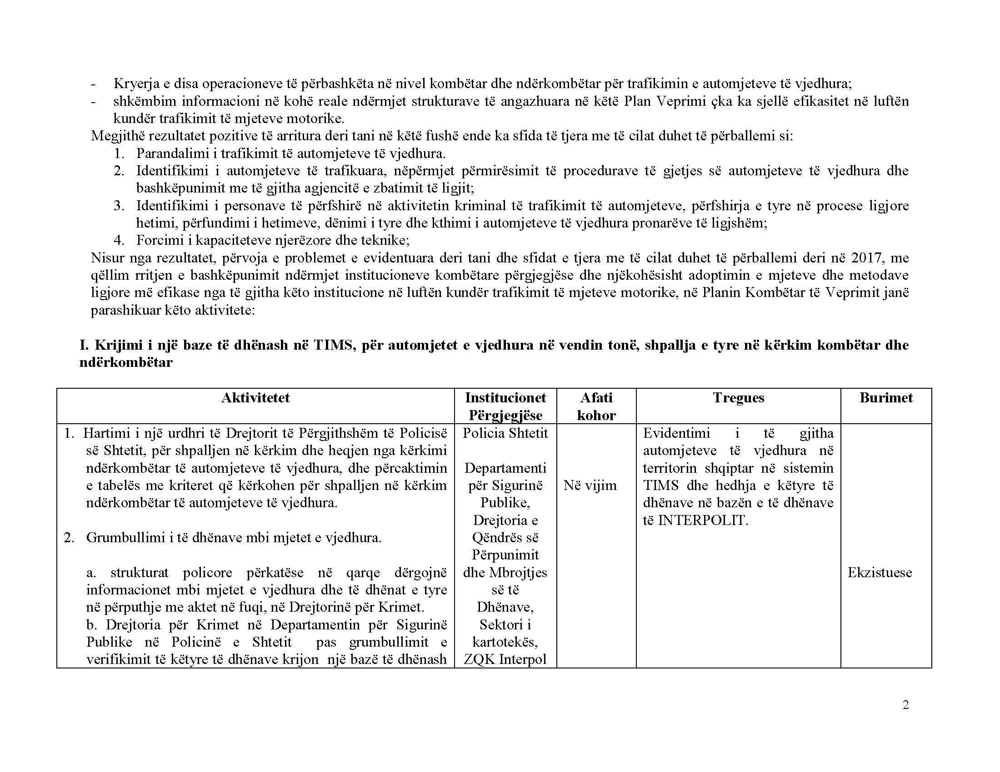 - Kryerja e disa operacioneve të përbashkëta në nivel kombëtar dhe ndërkombëtar për trafikimin e automjeteve të vjedhura;
- shkëmbim informacioni në kohë reale ndërmjet strukturave të angazhuara në këtë Plan Veprimi çka ka sjellë efikasitet në luftën
kundër trafikimit të mjeteve motorike.
Megjithë rezultatet pozitive të arritura deri tani në këtë fushë ende ka sfida të tjera me të cilat duhet të përballemi si:
1. Parandalimi i trafikimit të automjeteve të vjedhura.
2. Identifikimi i automjeteve të trafikuara, nëpërmjet përmirësimit të procedurave të gjetjes së automjeteve të vjedhura dhe
bashkëpunimit me të gjitha agjencitë e zbatimit të ligjit;
3. Identifikimi i personave të përfshirë në aktivitetin kriminal të trafikimit të automjeteve, përfshirja e tyre në procese ligjore
hetimi, përfundimi i hetimeve, dënimi i tyre dhe kthimi i automjeteve të vjedhura pronarëve të ligjshëm;
4. Forcimi i kapaciteteve njerëzore dhe teknike;
Nisur nga rezultatet, përvoja e problemet e evidentuara deri tani dhe sfidat e tjera me të cilat duhet të përballemi deri në 2017, me
qëllim rritjen e bashkëpunimit ndërmjet institucioneve kombëtare përgjegjëse dhe njëkohësisht adoptimin e mjeteve dhe metodave
ligjore më efikase nga të gjitha këto institucione në luftën kundër trafikimit të mjeteve motorike, në Planin Kombëtar të Veprimit janë
parashikuar këto aktivitete:
I. Krijimi i një baze të dhënash në TIMS, për automjetet e vjedhura në vendin tonë, shpallja e tyre në kërkim kombëtar dhe
ndërkombëtar
Aktivitetet
Institucionet
Përgjegjëse
Afati
kohor
Tregues
Burimet
1. Hartimi i një urdhri të Drejtorit të Përgjithshëm të Policisë
së Shtetit, për shpalljen në kërkim dhe heqjen nga kërkimi
ndërkombëtar të automjeteve të vjedhura, dhe përcaktimin
e tabelës me kriteret që kërkohen për shpalljen në kërkim
ndërkombëtar të automjeteve të vjedhura.
2. Grumbullimi i të dhënave mbi mjetet e vjedhura.
a. strukturat policore përkatëse në qarqe dërgojnë
informacionet mbi mjetet e vjedhura dhe të dhënat e tyre
në përputhje me aktet në fuqi, në Drejtorinë për Krimet.
b. Drejtoria për Krimet në Departamentin për Sigurinë
Publike në Policinë e Shtetit pas grumbullimit e
verifikimit të këtyre të dhënave krijon një bazë të dhënash
Policia Shtetit
Departamenti
për Sigurinë
Publike,
Drejtoria e
Qëndrës së
Përpunimit
dhe Mbrojtjes
së të
Dhënave,
Sektori i
kartotekës,
ZQK Interpol
Në vijim
Evidentimi i të gjitha
automjeteve të vjedhura në
territorin shqiptar në sistemin
TIMS dhe hedhja e këtyre të
dhënave në bazën e të dhënave
të INTERPOLIT.
Ekzistuese
2